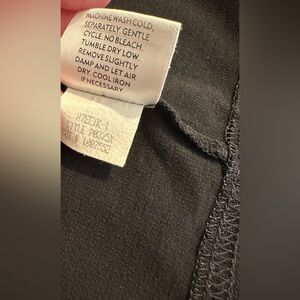 MACHINE WASH COLD,
SEPARATELY GENTLE
CYCLE. NO BLEACH.
TUMBLE DRY LOW.
REMOVE SLIGHTLY
DAMP AND LET AIR
DRY. COOL IRON
IF NECESSARY.
STYLE